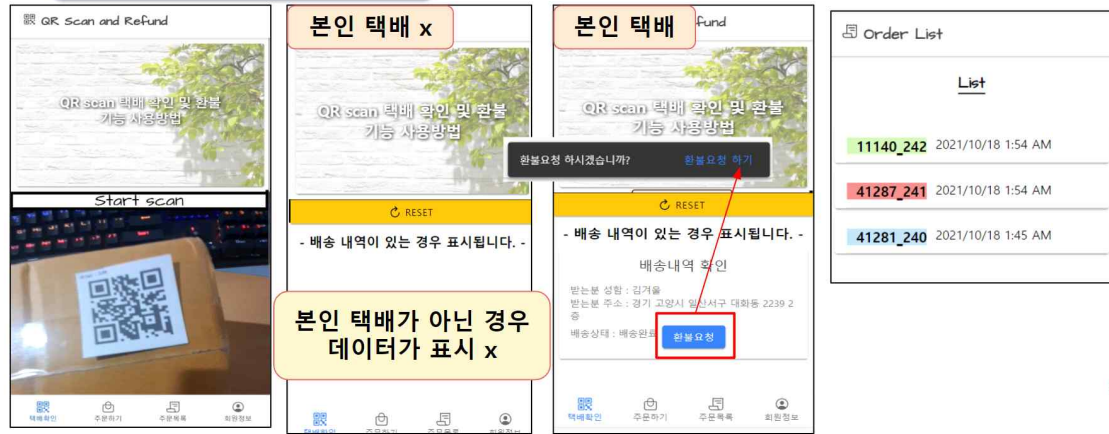 QR Scan and Refund
QR scan 택배 확인 및 환불
기능 사용방법
Start scan
택배확인
주문하기
주문목록
회원정보
본인 택배 x
QR scan 택배 확인 및 환불
기능 사용방법
RESET
- 배송 내역이 있는 경우 표시됩니다. -
본인 택배가 아닌 경우
데이터가 표시 x
택배확인
주문하기
주문목록
회원정보
본인 택배
fund
QR scan 택배 확인 및 환불
기능 사용방법
환불요청 하시겠습니까?
환불요청 하기
RESET
- 배송 내역이 있는 경우 표시됩니다. -
배송내역 확인
받는분 성함 : 김겨울
받는분 주소 : 경기 고양시 일산서구 대화동 2239 2
층
배송상태 : 배송완료
환불요청
택배확인
주문하기
주문목록
회원정보
Order List
List
11140_242 2021/10/18 1:54 AM
41287_241 2021/10/18 1:54 AM
41281_240 2021/10/18 1:45 AM